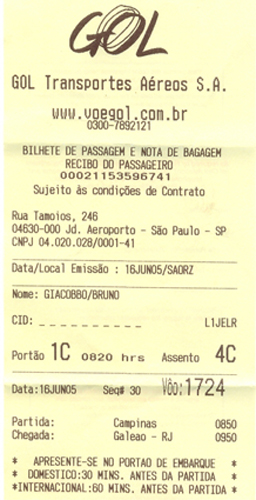 GOL
GOL Transportes Aéreos S.A.
www.voegol.com.br
0300-7892121
BILHETE DE PASSAGEM E NOTA DE BAGAGEM
RECIBO DO PASSAGEIRO
00021153596741
Sujeito às condições de Contrato
Rua Tamoios, 246
04630-000 Jd. Aeroporto - São Paulo - SP
CNPJ 04.020.028/0001-41
Data/Local Emissão : 16JUN05/SAORZ
Nome: GIACOBBO/BRUNO
CID: _ _ _ _ _ _ _ _ _ _ L1JELR
Portão 1C 0820 hrs Assento 4C
Data:16JUN05 Seq# 30 Vôo:1724
Partida: Campinas 0850
Chegada: Galeao - RJ 0950
* APRESENTE-SE NO PORTAO DE EMBARQUE *
* DOMESTICO:30 MINS. ANTES DA PARTIDA *
*INTERNACIONAL:60 MINS. ANTES DA PARTIDA *